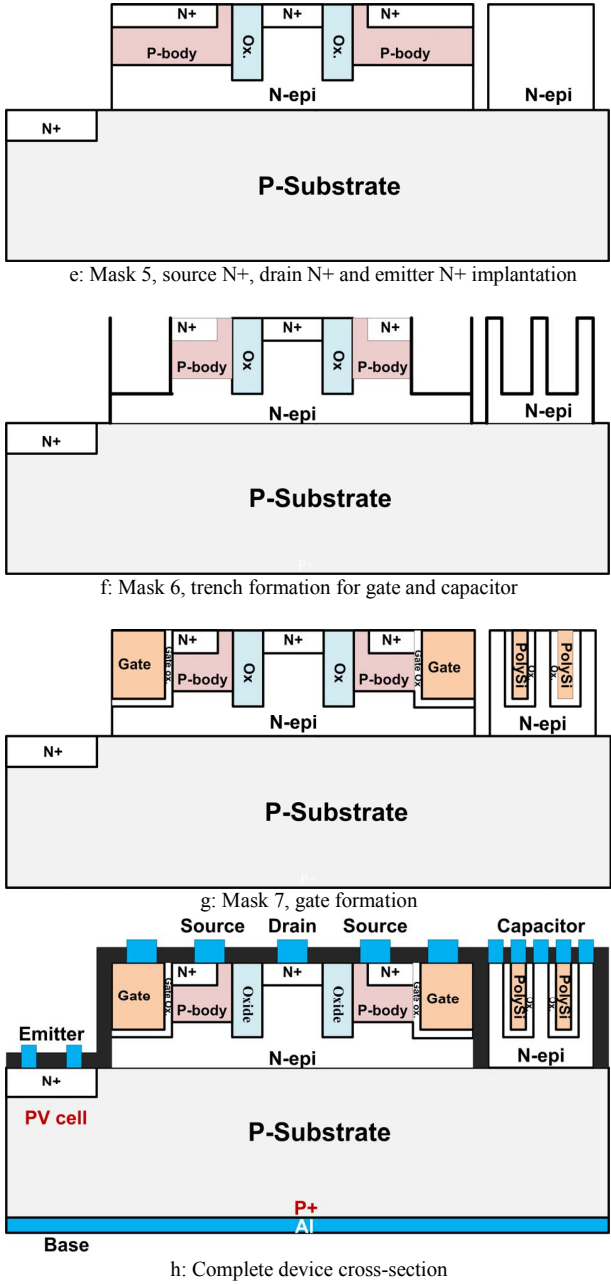 N+ Ox. N+ Ox. N+
P-body P-body
N-epi N-epi
N+
P-Substrate
e: Mask 5, source N+, drain N+ and emitter N+ implantation
N+ Ox N+ Ox N+
P-body P-body
N-epi N-epi
N+
P-Substrate
P+
f: Mask 6, trench formation for gate and capacitor
Gate Gate ox. N+ Ox N+ Ox N+ Gate Ox Gate PolySi Ox. Ox. PolySi
P-body P-body
N-epi N-epi
N+
P-Substrate
P+
g: Mask 7, gate formation
Source Drain Source Capacitor
Gate Gate Ox. N+ Oxide N+ Oxide N+ Gate ox. Gate PolySi Ox. Ox. PolySi
P-body P-body
Emitter
N-epi N-epi
N+
PV cell
P-Substrate
P+
Al
Base
h: Complete device cross-section